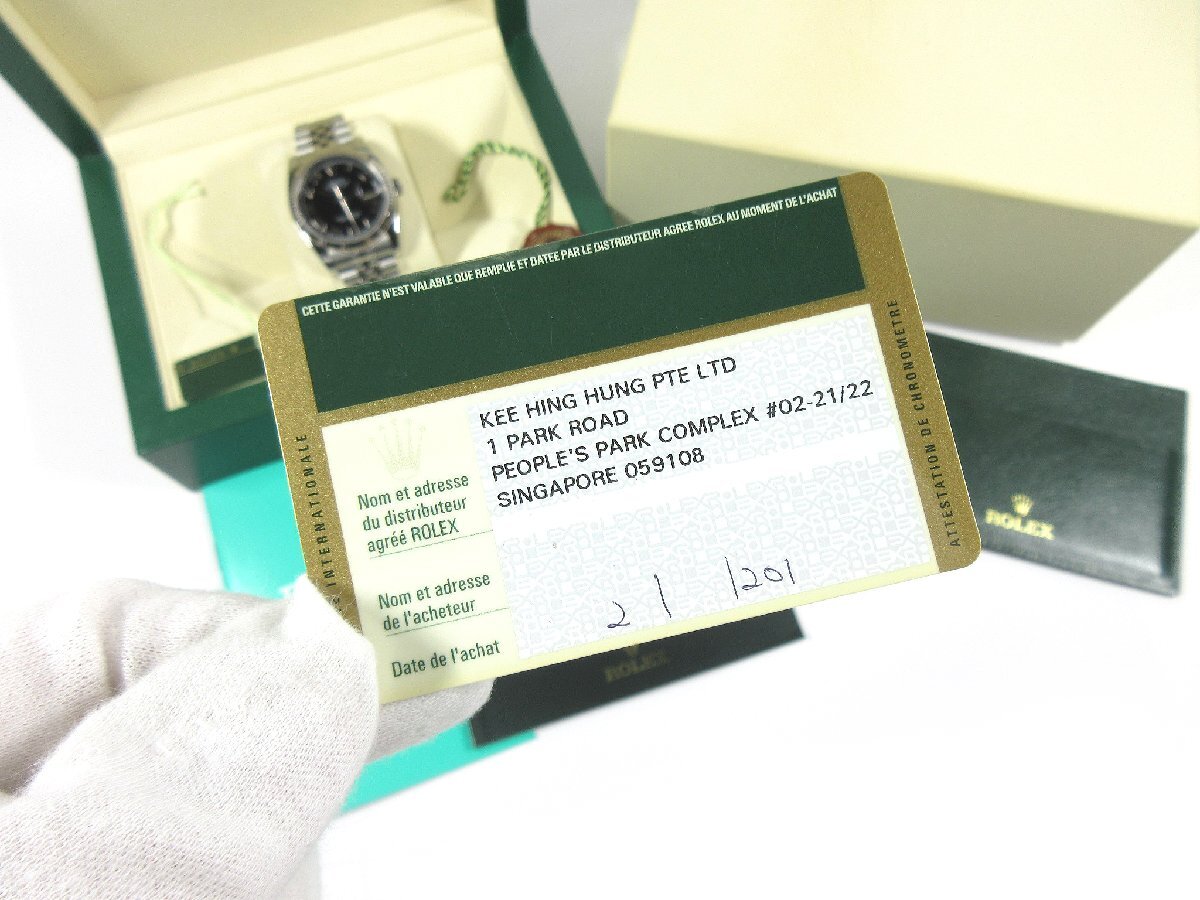 CETTE GARANTIE N'EST VALABLE QUE REMPLIE ET DATEE PAR LE DISTRIBUTEUR AGREE ROLEX AU MOMENT DE L'ACHAT
INTERNATIONALE
ATTESTATION DE CHRONOMETRE
Nom et adresse
du distributeur
agréé ROLEX
KEE HING HUNG PTE LTD
1 PARK ROAD
PEOPLE'S PARK COMPLEX #02-21/22
SINGAPORE 059108
Nom et adresse
de l'acheteur
Date de l'achat
2 | |201
ROLEX
ROLEX